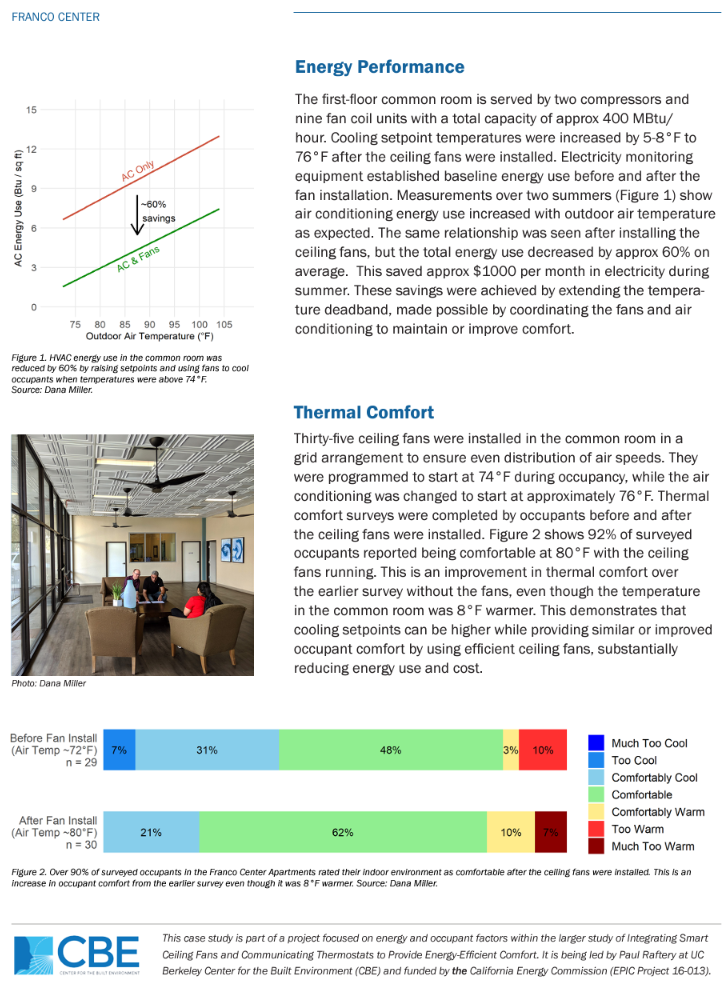 FRANCO CENTER
Energy Performance
The first-floor common room is served by two compressors and
nine fan coil units with a total capacity of approx 400 MBtu/
hour. Cooling setpoint temperatures were increased by 5-8°F to
76°F after the ceiling fans were installed. Electricity monitoring
equipment established baseline energy use before and after the
fan installation. Measurements over two summers (Figure 1) show
air conditioning energy use increased with outdoor air temperature
as expected. The same relationship was seen after installing the
ceiling fans, but the total energy use decreased by approx 60% on
average.  This saved approx $1000 per month in electricity during
summer. These savings were achieved by extending the tempera-
ture deadband, made possible by coordinating the fans and air
conditioning to maintain or improve comfort.
AC Energy Use (Btu / sq ft)
15
12
9
6
3
0
AC Only
~60%
savings
AC & Fans
75 80 85 90 95 100 105
Outdoor Air Temperature (°F)
Figure 1. HVAC energy use in the common room was
reduced by 60% by raising setpoints and using fans to cool
occupants when temperatures were above 74°F.
Source: Dana Miller.
Thermal Comfort
Thirty-five ceiling fans were installed in the common room in a
grid arrangement to ensure even distribution of air speeds. They
were programmed to start at 74°F during occupancy, while the air
conditioning was changed to start at approximately 76°F. Thermal
comfort surveys were completed by occupants before and after
the ceiling fans were installed. Figure 2 shows 92% of surveyed
occupants reported being comfortable at 80°F with the ceiling
fans running. This is an improvement in thermal comfort over
the earlier survey without the fans, even though the temperature
in the common room was 8°F warmer. This demonstrates that
cooling setpoints can be higher while providing similar or improved
occupant comfort by using efficient ceiling fans, substantially
reducing energy use and cost.
Photo: Dana Miller
Before Fan Install
(Air Temp ~72°F)
n = 29
7% 31% 48% 3% 10%
After Fan Install
(Air Temp ~80°F)
n = 30
21% 62% 10% 7%
Much Too Cool
Too Cool
Comfortably Cool
Comfortable
Comfortably Warm
Too Warm
Much Too Warm
Figure 2. Over 90% of surveyed occupants in the Franco Center Apartments rated their indoor environment as comfortable after the ceiling fans were installed. This is an
increase in occupant comfort from the earlier survey even though it was 8°F warmer. Source: Dana Miller.
CBE
CENTER FOR THE BUILT ENVIRONMENT
This case study is part of a project focused on energy and occupant factors within the larger study of Integrating Smart
Ceiling Fans and Communicating Thermostats to Provide Energy-Efficient Comfort. It is being led by Paul Raftery at UC
Berkeley Center for the Built Environment (CBE) and funded by the California Energy Commission (EPIC Project 16-013).